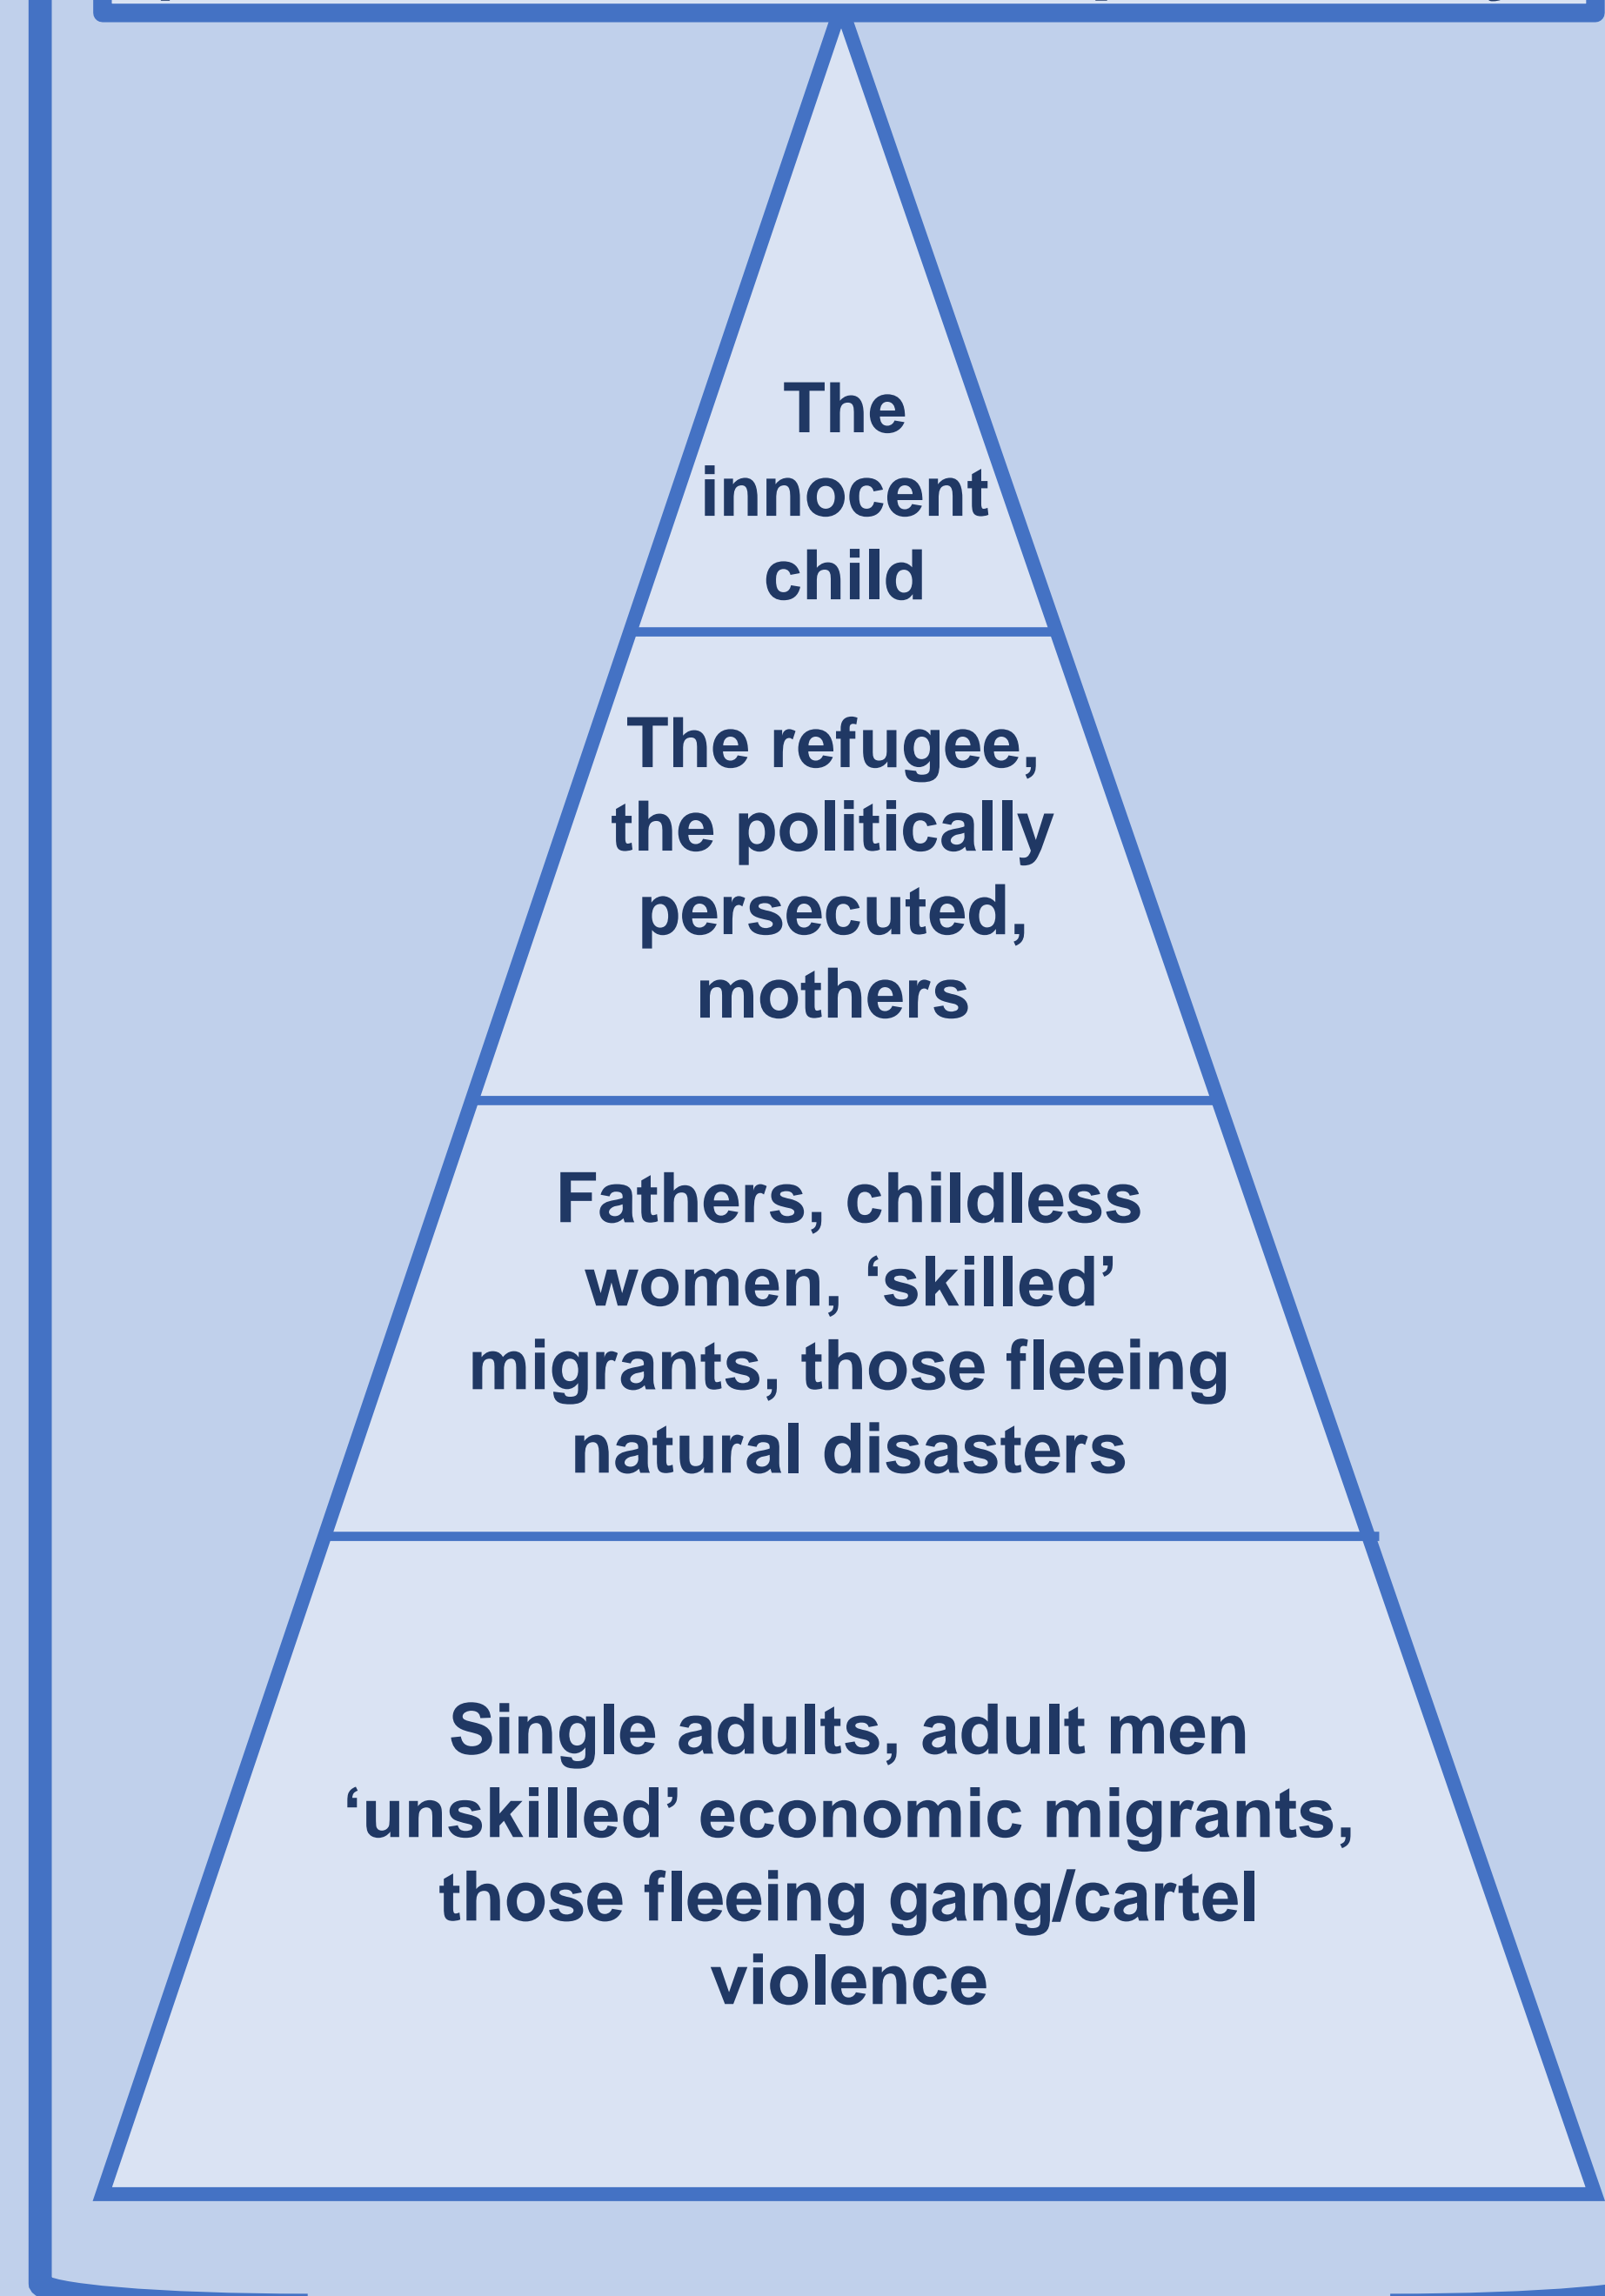 The
innocent
child
The refugee,
the politically
persecuted,
mothers
Fathers, childless
women, ‘skilled’
migrants, those fleeing
natural disasters
Single adults, adult men
‘unskilled’ economic migrants,
those fleeing gang/cartel
violence